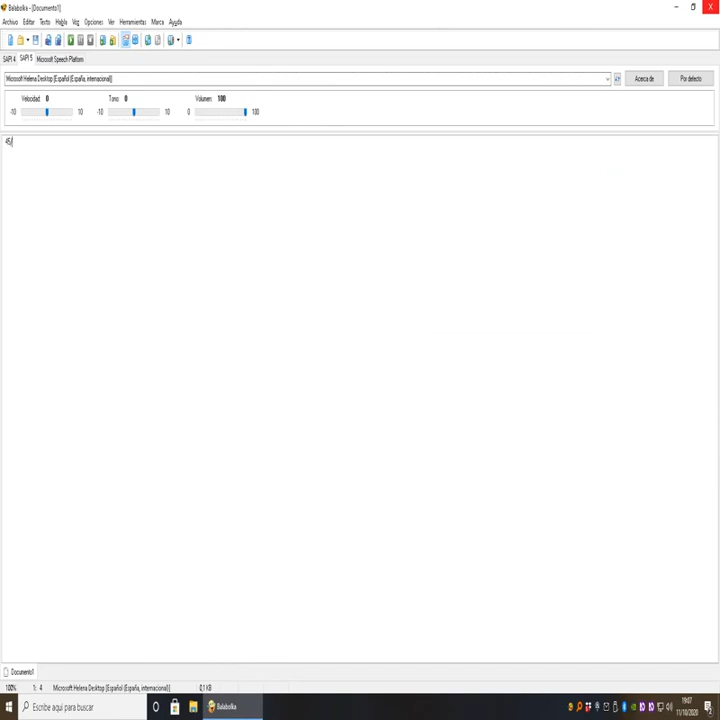 Balabolka - [Documento1]
Archivo Editar Texto Habla Voz Opciones Ver Herramientas Marca Ayuda
SAPI 4 SAPI 5 Microsoft Speech Platform
Microsoft Helena Desktop [Español (España, internacional)]
Acerca de
Por defecto
Velocidad: 0
Tono: 0
Volumen: 100
-10 10 -10 10 0 100
Documento1
100% 1: 4 Microsoft Helena Desktop [Español (España, internacional)] 0,1 KB
Escribe aquí para buscar
Balabolka
19:07
11/10/2020